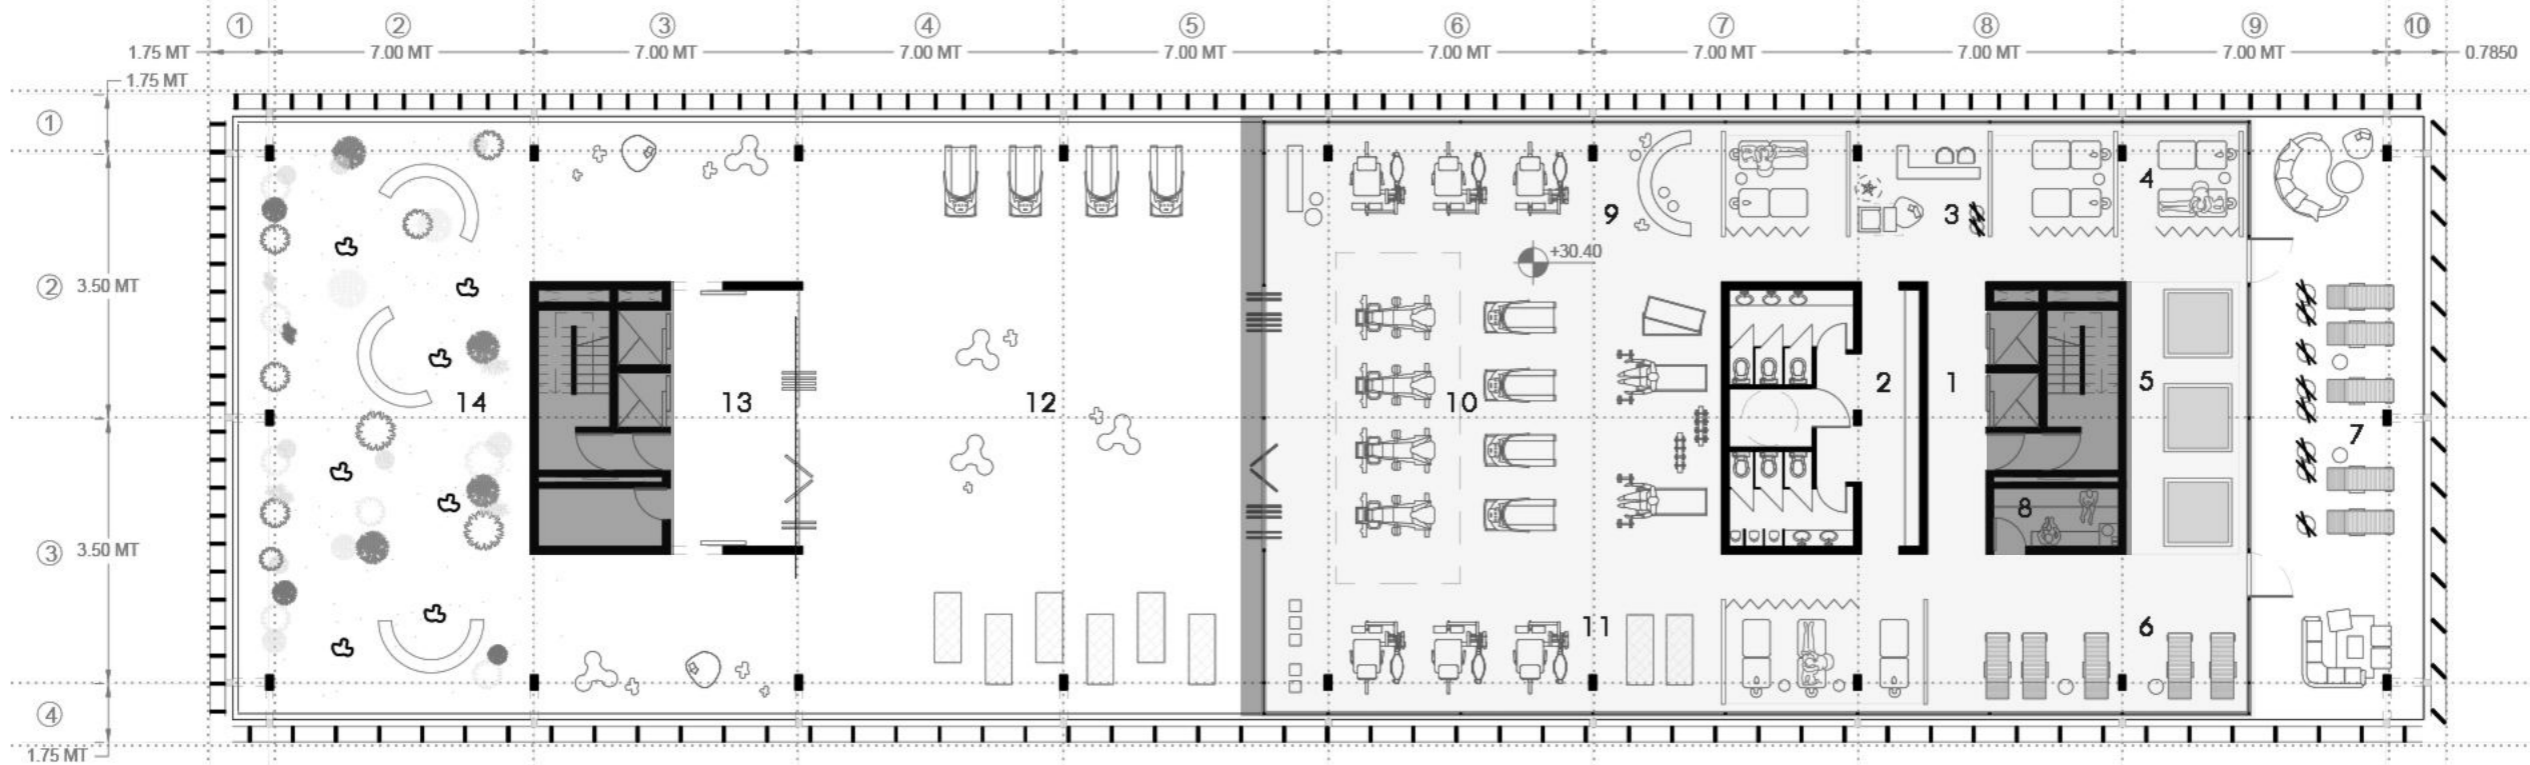 ① ② ③ ④ ⑤ ⑥ ⑦ ⑧ ⑨ ⑩
1.75 MT 7.00 MT 7.00 MT 7.00 MT 7.00 MT 7.00 MT 7.00 MT 7.00 MT 7.00 MT 0.7850
1.75 MT
①
4
9 3
+30.40
② 3.50 MT
14 13 12 10 2 1 5
7
8
③ 3.50 MT
11 6
④
1.75 MT